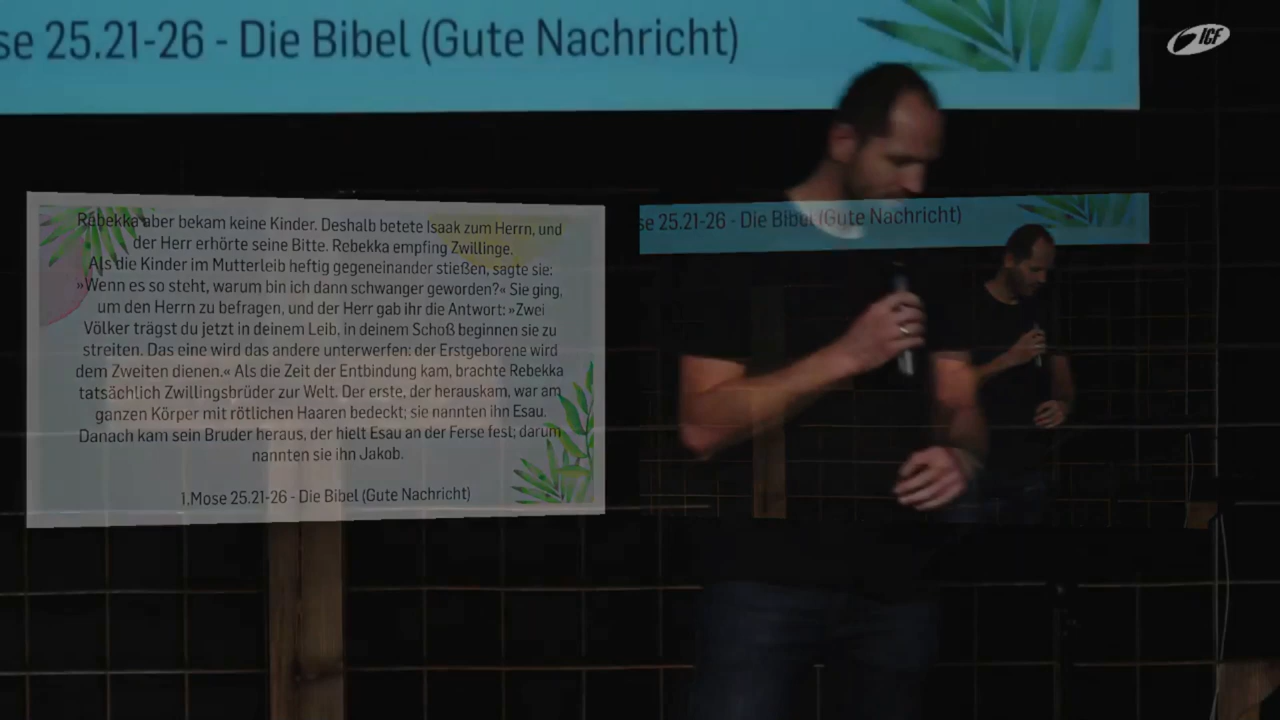 se 25.21-26 - Die Bibel (Gute Nachricht)
ICF
Rebekka aber bekam keine Kinder. Deshalb betete Isaak zum Herrn, und
der Herr erhörte seine Bitte. Rebekka empfing Zwillinge.
Als die Kinder im Mutterleib heftig gegeneinander stießen, sagte sie:
»Wenn es so steht, warum bin ich dann schwanger geworden?« Sie ging,
um den Herrn zu befragen, und der Herr gab ihr die Antwort: »Zwei
Völker trägst du jetzt in deinem Leib, in deinem Schoß beginnen sie zu
streiten. Das eine wird das andere unterwerfen: der Erstgeborene wird
dem Zweiten dienen.« Als die Zeit der Entbindung kam, brachte Rebekka
tatsächlich Zwillingsbrüder zur Welt. Der erste, der herauskam, war am
ganzen Körper mit rötlichen Haaren bedeckt; sie nannten ihn Esau.
Danach kam sein Bruder heraus, der hielt Esau an der Ferse fest; darum
nannten sie ihn Jakob.
1.Mose 25.21-26 - Die Bibel (Gute Nachricht)
se 25.21-26 - Die Bibel (Gute Nachricht)